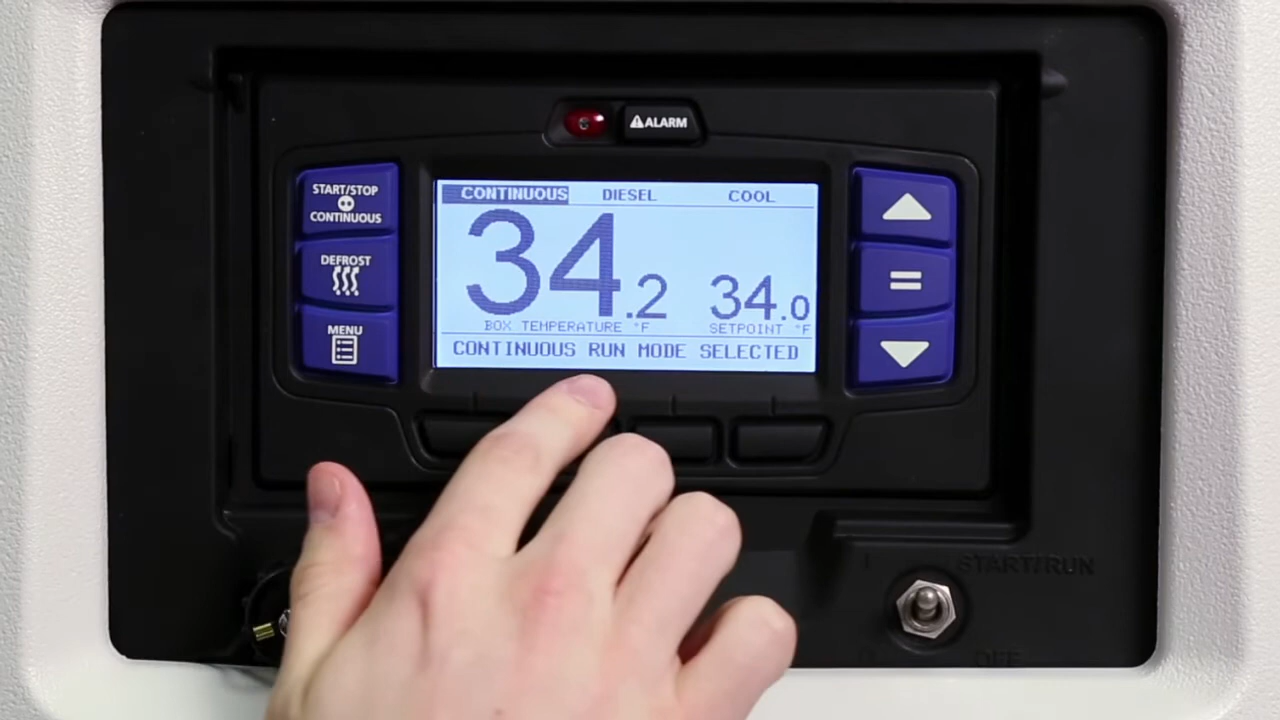 ALARM
START/STOP
CONTINUOUS
DEFROST
MENU
CONTINUOUS DIESEL COOL
34.2 34.0
BOX TEMPERATURE °F SETPOINT °F
CONTINUOUS RUN MODE SELECTED
START/RUN
OFF